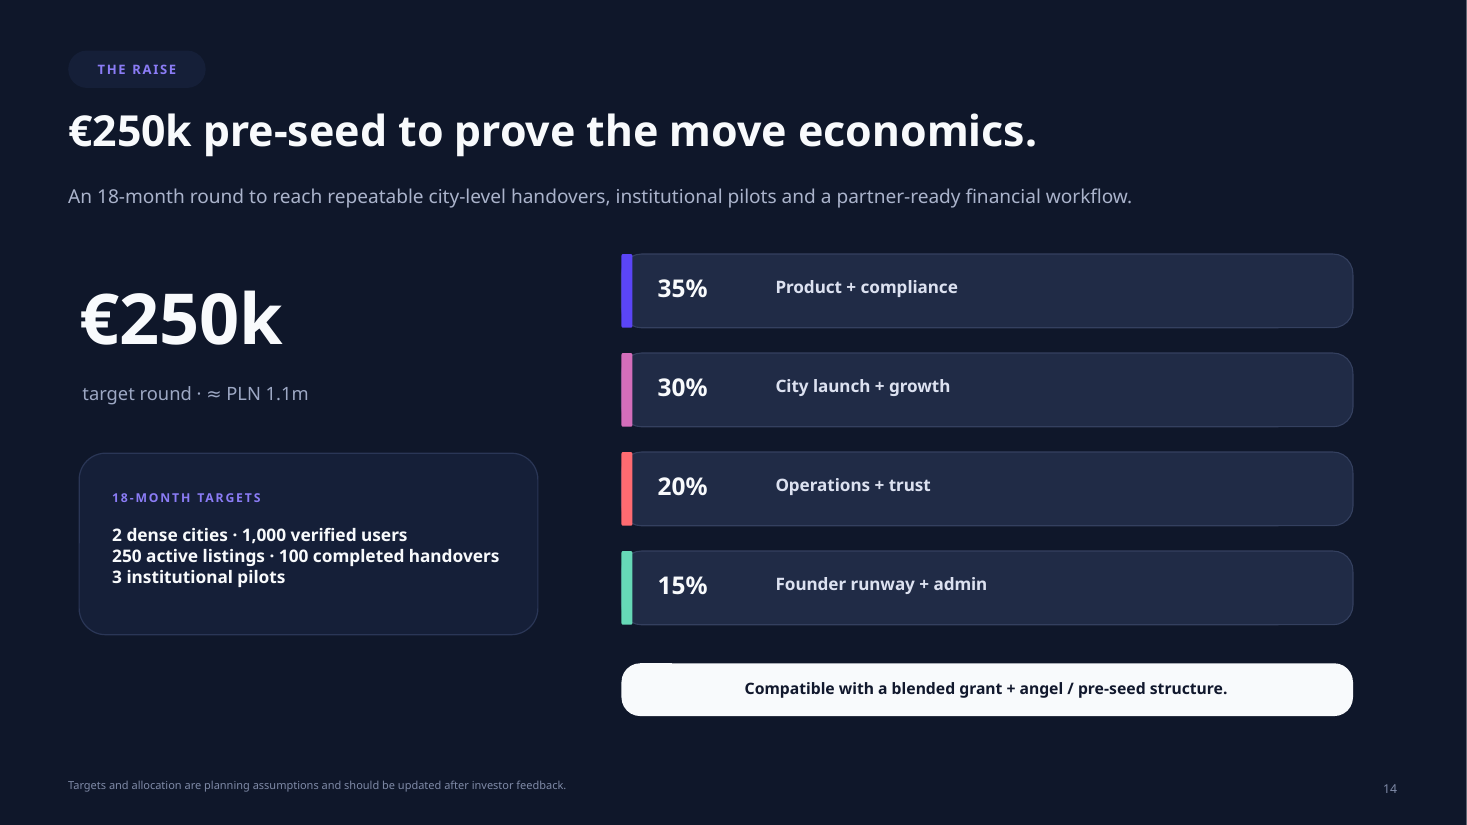 THE RAISE
€250k pre-seed to prove the move economics.
An 18-month round to reach repeatable city-level handovers, institutional pilots and a partner-ready financial workflow.
€250k
target round · ≈ PLN 1.1m
18-MONTH TARGETS
2 dense cities · 1,000 verified users
250 active listings · 100 completed handovers
3 institutional pilots
35% Product + compliance
30% City launch + growth
20% Operations + trust
15% Founder runway + admin
Compatible with a blended grant + angel / pre-seed structure.
Targets and allocation are planning assumptions and should be updated after investor feedback.
14